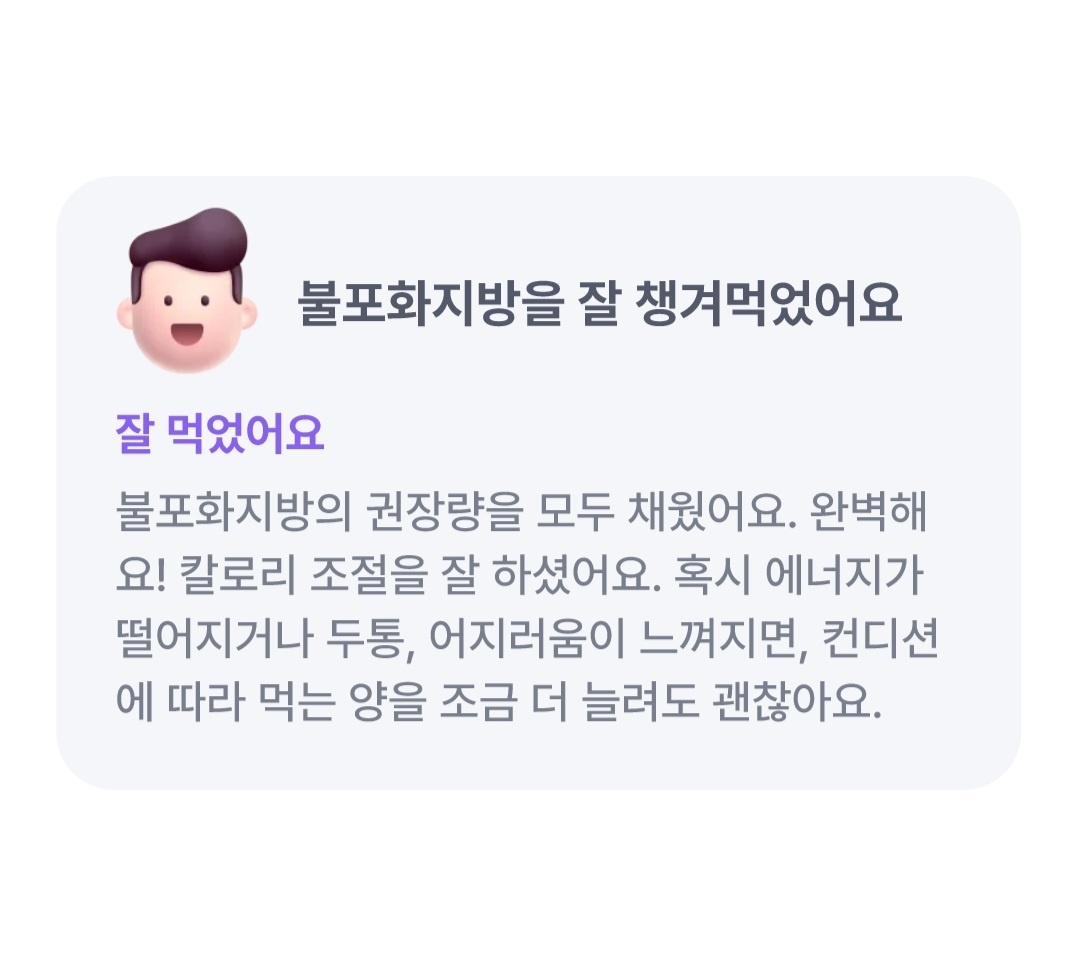 불포화지방을 잘 챙겨먹었어요
잘 먹었어요
불포화지방의 권장량을 모두 채웠어요. 완벽해
요! 칼로리 조절을 잘 하셨어요. 혹시 에너지가
떨어지거나 두통, 어지러움이 느껴지면, 컨디션
에 따라 먹는 양을 조금 더 늘려도 괜찮아요.